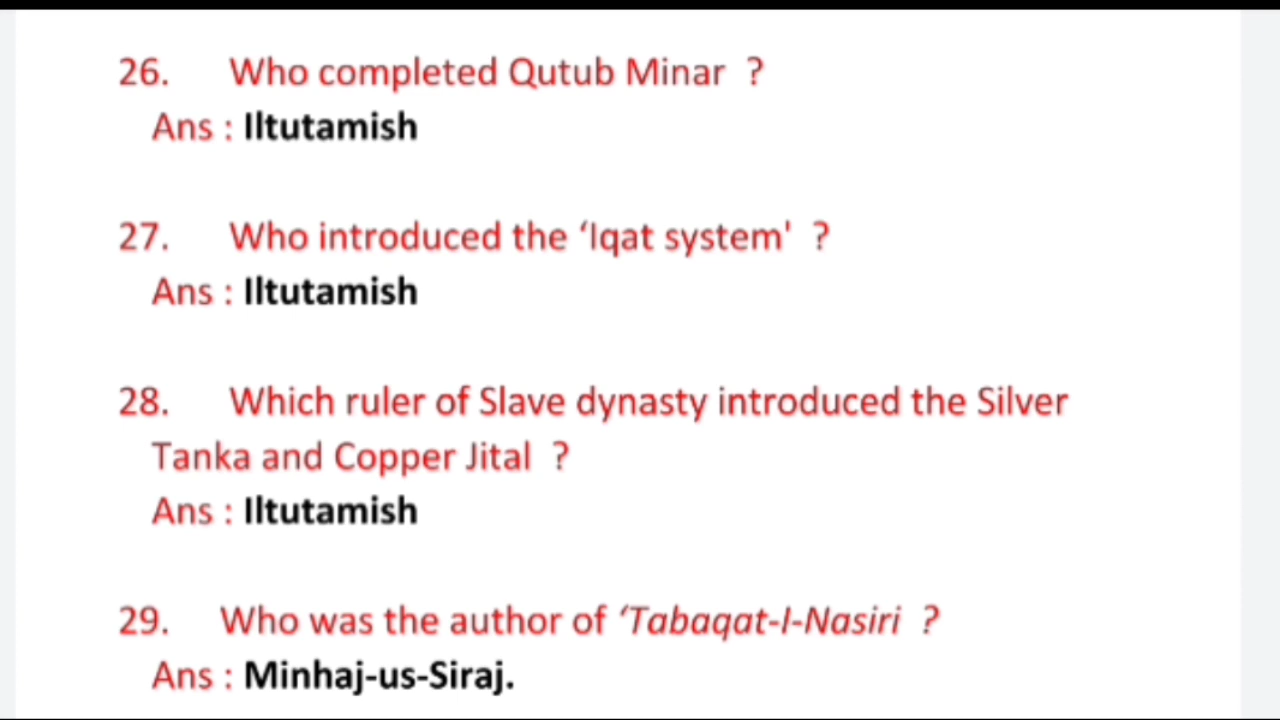 26. Who completed Qutub Minar ?
Ans : Iltutamish
27. Who introduced the ‘Iqat system' ?
Ans : Iltutamish
28. Which ruler of Slave dynasty introduced the Silver
Tanka and Copper Jital ?
Ans : Iltutamish
29. Who was the author of ‘Tabaqat-I-Nasiri ?
Ans : Minhaj-us-Siraj.